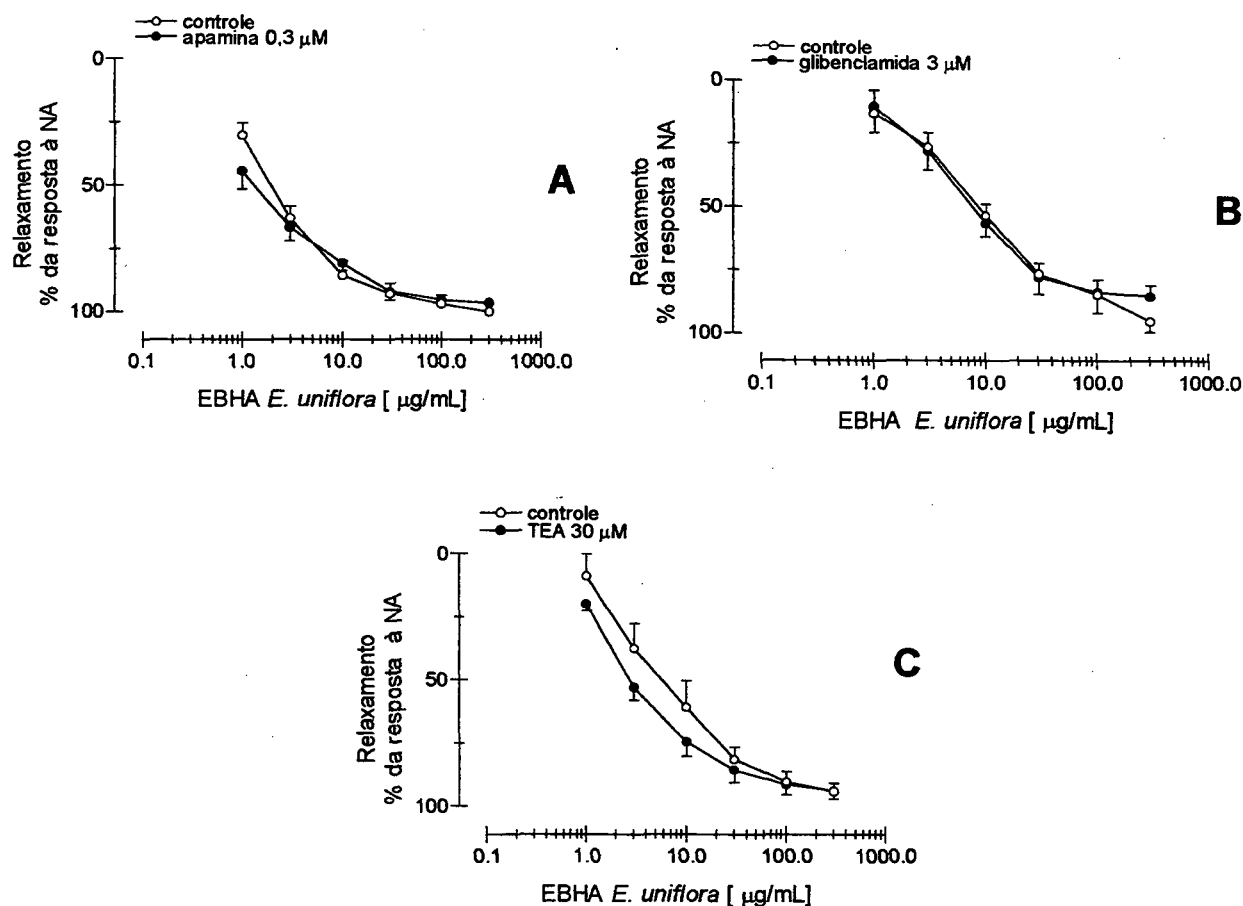 controle
apamina 0,3 μM
0
50
100
Relaxamento
% da resposta à NA
A
0.1 1.0 10.0 100.0 1000.0
EBHA E. uniflora [ μg/mL]
controle
glibenclamida 3 μM
0
50
100
Relaxamento
% da resposta à NA
B
0.1 1.0 10.0 100.0 1000.0
EBHA E. uniflora [ μg/mL]
controle
TEA 30 μM
0
50
100
Relaxamento
% da resposta à NA
C
0.1 1.0 10.0 100.0 1000.0
EBHA E. uniflora [ μg/mL]